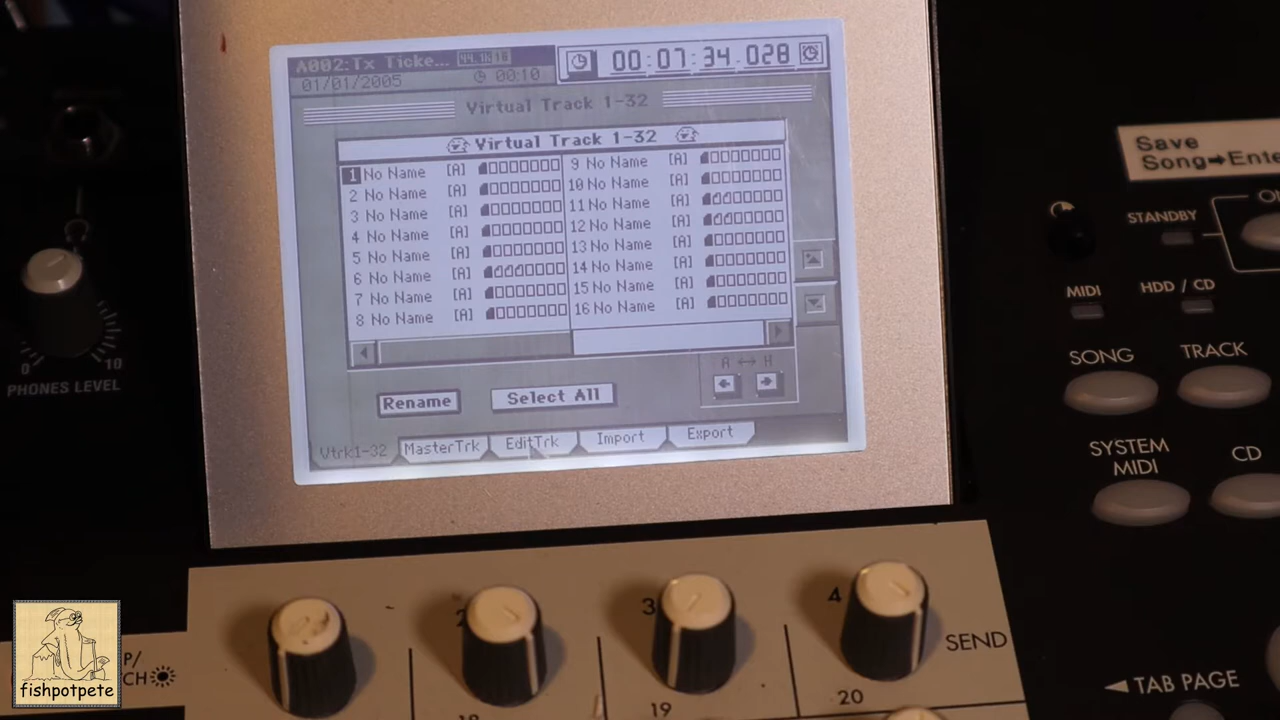 A002:Tx Ticke... 44.1k16
00:07:34.028
01/01/2005 00:10
Virtual Track 1-32
Virtual Track 1-32
1 No Name [A]
2 No Name [A]
3 No Name [A]
4 No Name [A]
5 No Name [A]
6 No Name [A]
7 No Name [A]
8 No Name [A]
9 No Name [A]
10 No Name [A]
11 No Name [A]
12 No Name [A]
13 No Name [A]
14 No Name [A]
15 No Name [A]
16 No Name [A]
A ↔ H
Rename Select All
Vtrk1-32 MasterTrk EditTrk Import Export
0 10
PHONES LEVEL
Save
Song➔Ente
STANDBY
MIDI HDD / CD
SONG TRACK
SYSTEM
MIDI
CD
2 3 4
SEND
P/
CH
18 19 20
◄ TAB PAGE
fishpotpete